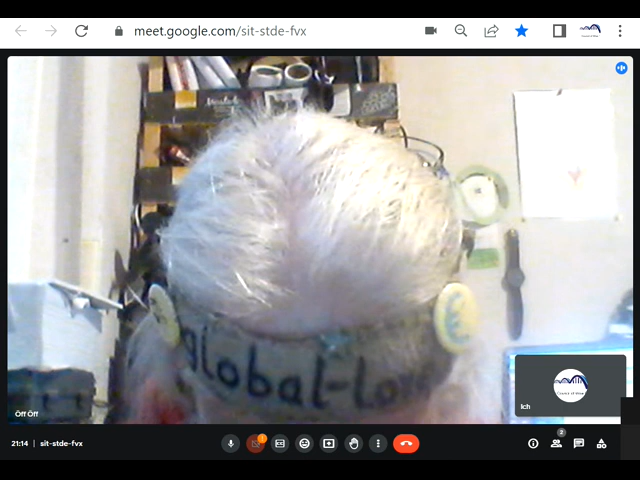 meet.google.com/sit-stde-fvx
global-love
Öff Öff
Ich
21:14 | sit-stde-fvx
2